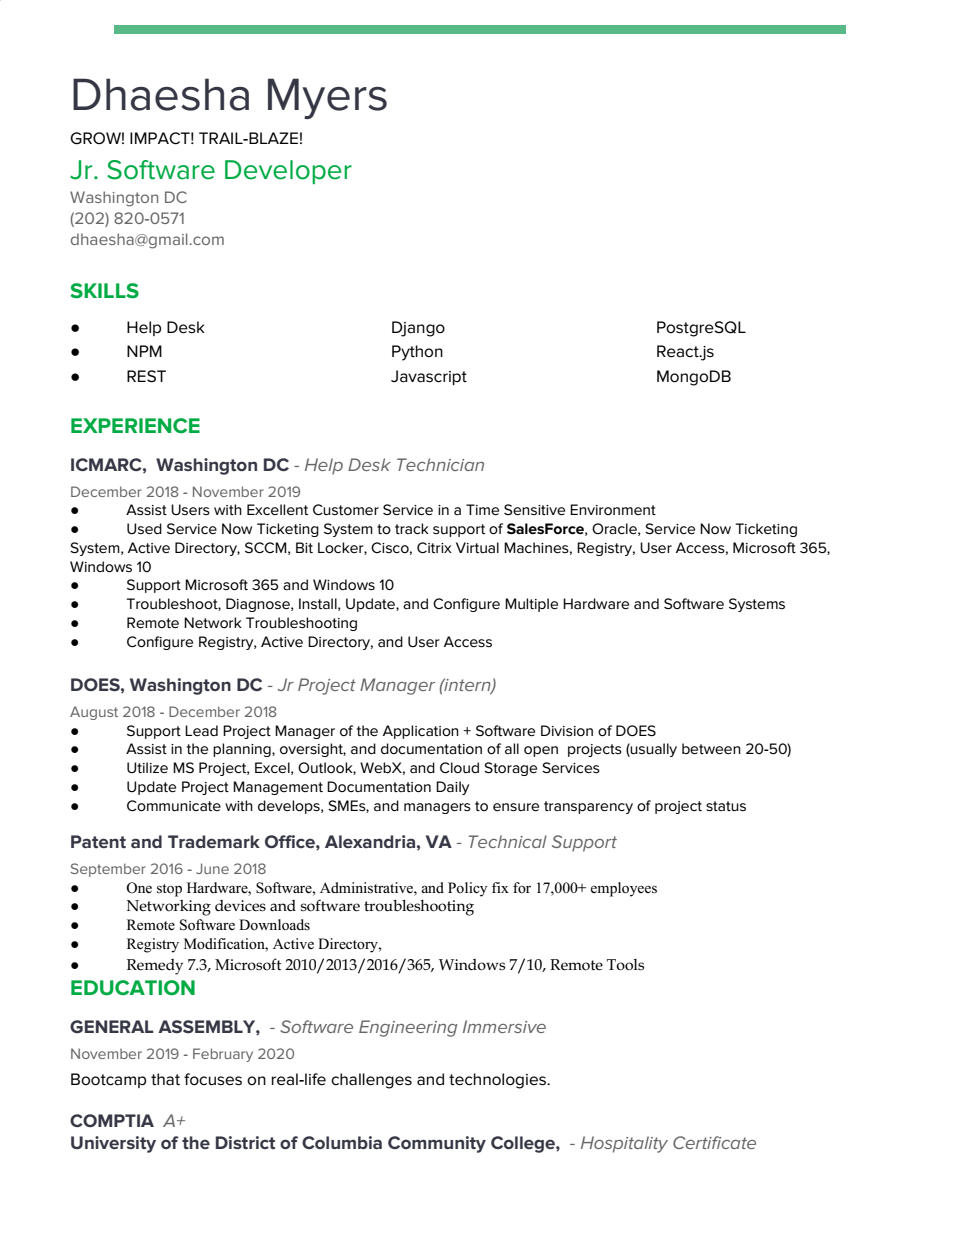 Dhaesha Myers
GROW! IMPACT! TRAIL-BLAZE!
Jr. Software Developer
Washington DC
(202) 820-0571
dhaesha@gmail.com
SKILLS
● Help Desk Django PostgreSQL
● NPM Python React.js
● REST Javascript MongoDB
EXPERIENCE
ICMARC,  Washington DC - Help Desk Technician
December 2018 - November 2019
● Assist Users with Excellent Customer Service in a Time Sensitive Environment
● Used Service Now Ticketing System to track support of SalesForce, Oracle, Service Now Ticketing
System, Active Directory, SCCM, Bit Locker, Cisco, Citrix Virtual Machines, Registry, User Access, Microsoft 365,
Windows 10
● Support Microsoft 365 and Windows 10
● Troubleshoot, Diagnose, Install, Update, and Configure Multiple Hardware and Software Systems
● Remote Network Troubleshooting
● Configure Registry, Active Directory, and User Access
DOES, Washington DC - Jr Project Manager (intern)
August 2018 - December 2018
● Support Lead Project Manager of the Application + Software Division of DOES
● Assist in the planning, oversight, and documentation of all open  projects (usually between 20-50)
● Utilize MS Project, Excel, Outlook, WebX, and Cloud Storage Services
● Update Project Management Documentation Daily
● Communicate with develops, SMEs, and managers to ensure transparency of project status
Patent and Trademark Office, Alexandria, VA - Technical Support
September 2016 - June 2018
● One stop Hardware, Software, Administrative, and Policy fix for 17,000+ employees
● Networking devices and software troubleshooting
● Remote Software Downloads
● Registry Modification, Active Directory,
● Remedy 7.3, Microsoft 2010/2013/2016/365, Windows 7/10, Remote Tools
EDUCATION
GENERAL ASSEMBLY,  - Software Engineering Immersive
November 2019 - February 2020
Bootcamp that focuses on real-life challenges and technologies.
COMPTIA  A+
University of the District of Columbia Community College,  - Hospitality Certificate